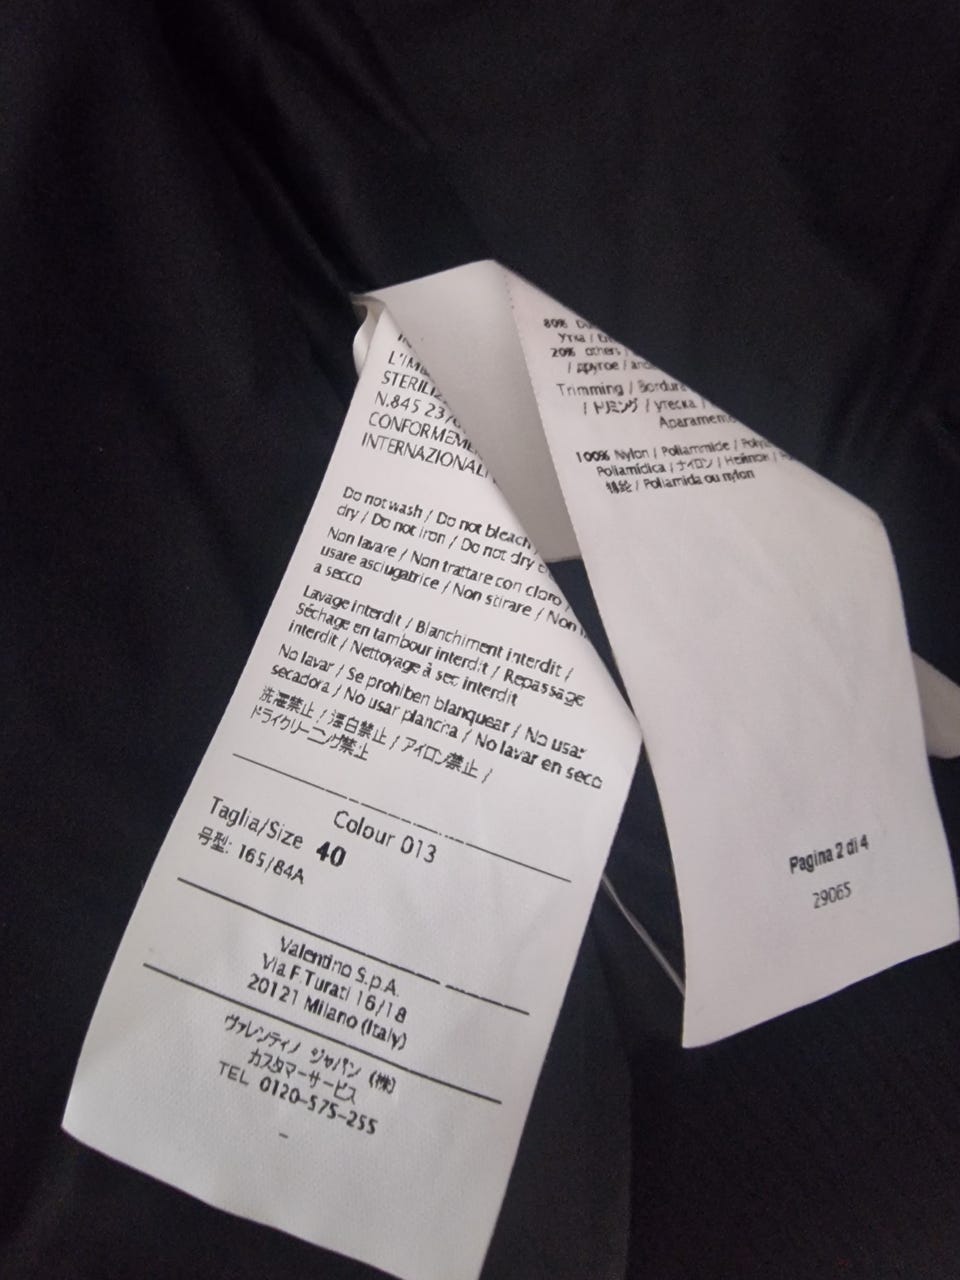 L'IM
STERILIZ
N.845 23/
CONFORMEME
INTERNAZIONALI
Do not wash / Do not bleach
dry / Do not iron / Do not dry c
Non lavare / Non trattare con cloro /
usare asciugatrice / Non stirare / Non
a secco
Lavage interdit / Blanchiment interdit /
Séchage en tambour interdit / Repassage
interdit / Nettoyage à sec interdit
No lavar / Se prohiben blanquear / No usar
secadora / No usar plancha / No lavar en seco
洗濯禁止 / 漂白禁止 / アイロン禁止 /
ドライクリーニング禁止
Colour 013
Taglia/Size 40
号型: 165/84A
Valentino S.p.A.
Via F.Turati 16/18
20121 Milano (Italy)
ヴァレンティノ ジャパン (株)
カスタマーサービス
TEL 0120-575-255
80%
Утка /
20% others
/ другое /
Trimming / Bordura
/ トリミング / утеска /
Aparamento
100% Nylon / Poliammide /
Poliamídica / ナイロン / Нейлон /
锦纶 / Poliamida ou nylon
Pagina 2 di 4
29065